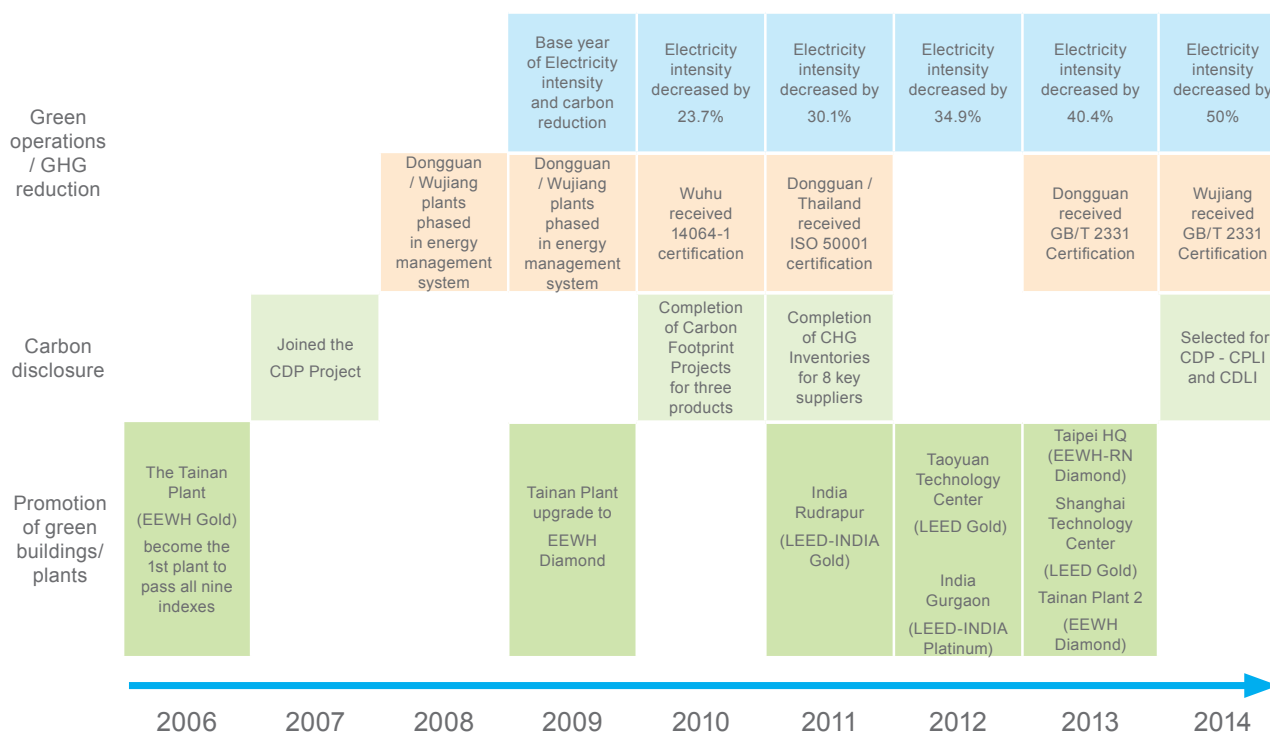 Green
operations
/ GHG
reduction
Base year
of Electricity
intensity
and carbon
reduction
Electricity
intensity
decreased by
23.7%
Electricity
intensity
decreased by
30.1%
Electricity
intensity
decreased by
34.9%
Electricity
intensity
decreased by
40.4%
Electricity
intensity
decreased by
50%
Dongguan
/ Wujiang
plants
phased
in energy
management
system
Dongguan
/ Wujiang
plants
phased
in energy
management
system
Wuhu
received
14064-1
certification
Dongguan /
Thailand
received
ISO 50001
certification
Dongguan
received
GB/T 2331
Certification
Wujiang
received
GB/T 2331
Certification
Carbon
disclosure
Joined the
CDP Project
Completion
of Carbon
Footprint
Projects
for three
products
Completion
of CHG
Inventories
for 8 key
suppliers
Selected for
CDP - CPLI
and CDLI
Promotion
of green
buildings/
plants
The Tainan
Plant
(EEWH Gold)
become the
1st plant to
pass all nine
indexes
Tainan Plant
upgrade to
EEWH
Diamond
India
Rudrapur
(LEED-INDIA
Gold)
Taoyuan
Technology
Center
(LEED Gold)
India
Gurgaon
(LEED-INDIA
Platinum)
Taipei HQ
(EEWH-RN
Diamond)
Shanghai
Technology
Center
(LEED Gold)
Tainan Plant 2
(EEWH
Diamond)
2006 2007 2008 2009 2010 2011 2012 2013 2014